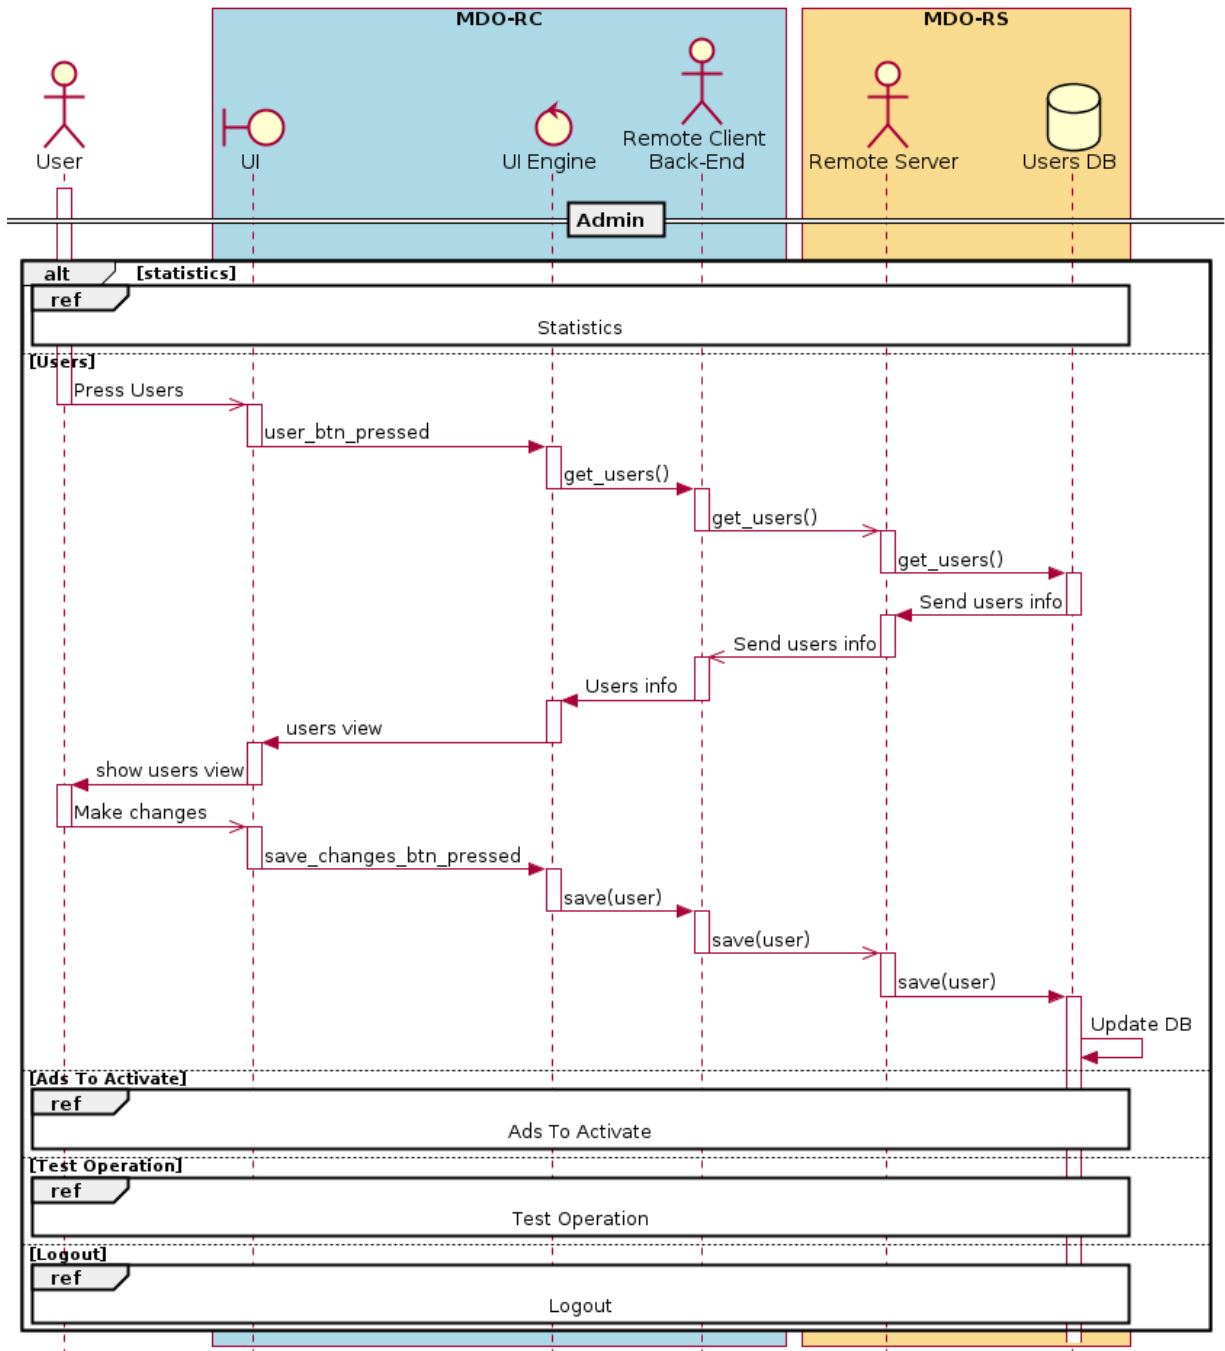 MDO-RC
MDO-RS
User
UI
UI Engine
Remote Client
Back-End
Remote Server
Users DB
Admin
alt
[statistics]
ref
Statistics
[Users]
Press Users
user_btn_pressed
get_users()
get_users()
get_users()
Send users info
Send users info
Users info
users view
show users view
Make changes
save_changes_btn_pressed
save(user)
save(user)
save(user)
Update DB
[Ads To Activate]
ref
Ads To Activate
[Test Operation]
ref
Test Operation
[Logout]
ref
Logout